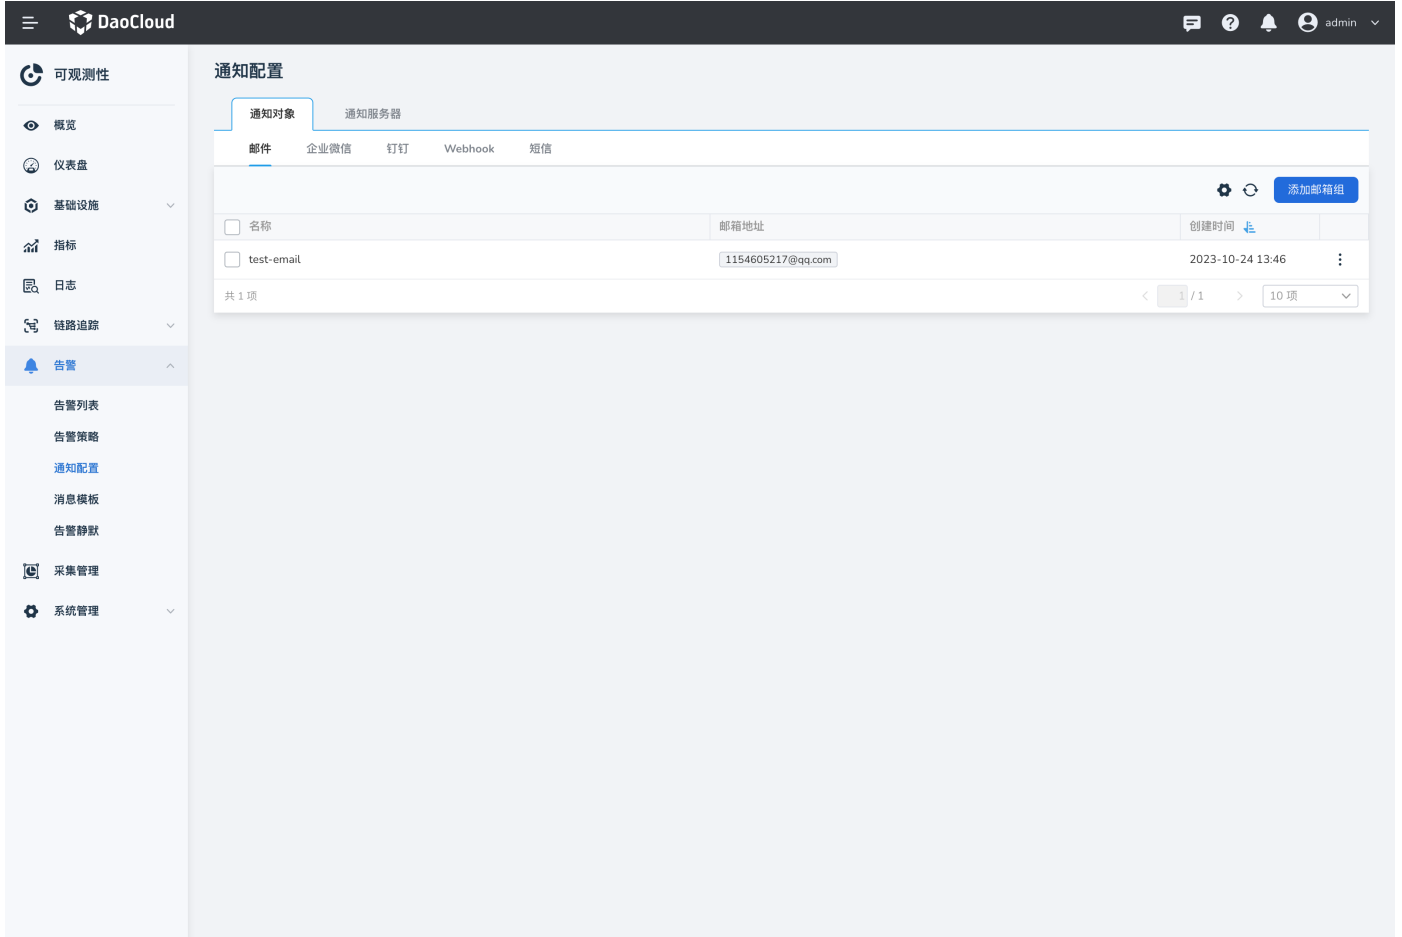 DaoCloud
admin
可观测性
概览
仪表盘
基础设施
指标
日志
链路追踪
告警
告警列表
告警策略
通知配置
消息模板
告警静默
采集管理
系统管理
通知配置
通知对象 通知服务器
邮件 企业微信 钉钉 Webhook 短信
添加邮箱组
名称 邮箱地址 创建时间
test-email 1154605217@qq.com 2023-10-24 13:46
共 1 项 1 / 1 10 项